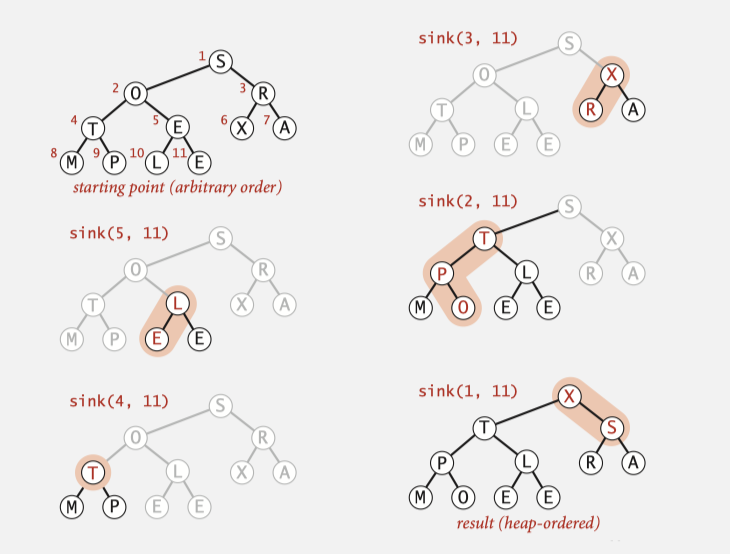 1 S
2 O 3 R
4 T 5 E 6 X 7 A
8 M 9 P 10 L 11 E
starting point (arbitrary order)
sink(5, 11)
S
O R
T L X A
M P E E
sink(4, 11)
S
O R
T L X A
M P E E
sink(3, 11)
S
O X
T L R A
M P E E
sink(2, 11)
S
T X
P L R A
M O E E
sink(1, 11)
X
T S
P L R A
M O E E
result (heap-ordered)